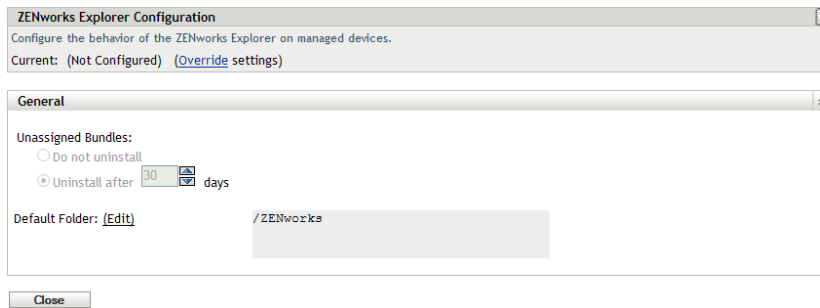 ZENworks Explorer Configuration
Configure the behavior of the ZENworks Explorer on managed devices.
Current: (Not Configured) (Override settings)
General
Unassigned Bundles:
Do not uninstall
Uninstall after 30 days
Default Folder: (Edit) /ZENworks
Close